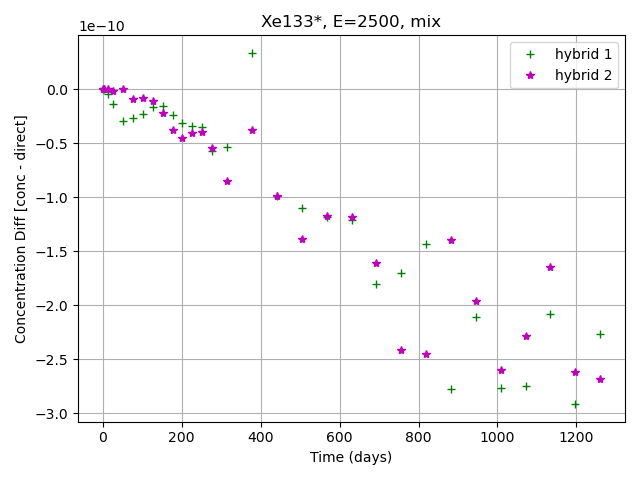 Xe133*, E=2500, mix
1e−10
hybrid 1
hybrid 2
0.0
−0.5
−1.0
−1.5
−2.0
−2.5
−3.0
Concentration Diff [conc - direct]
0 200 400 600 800 1000 1200
Time (days)